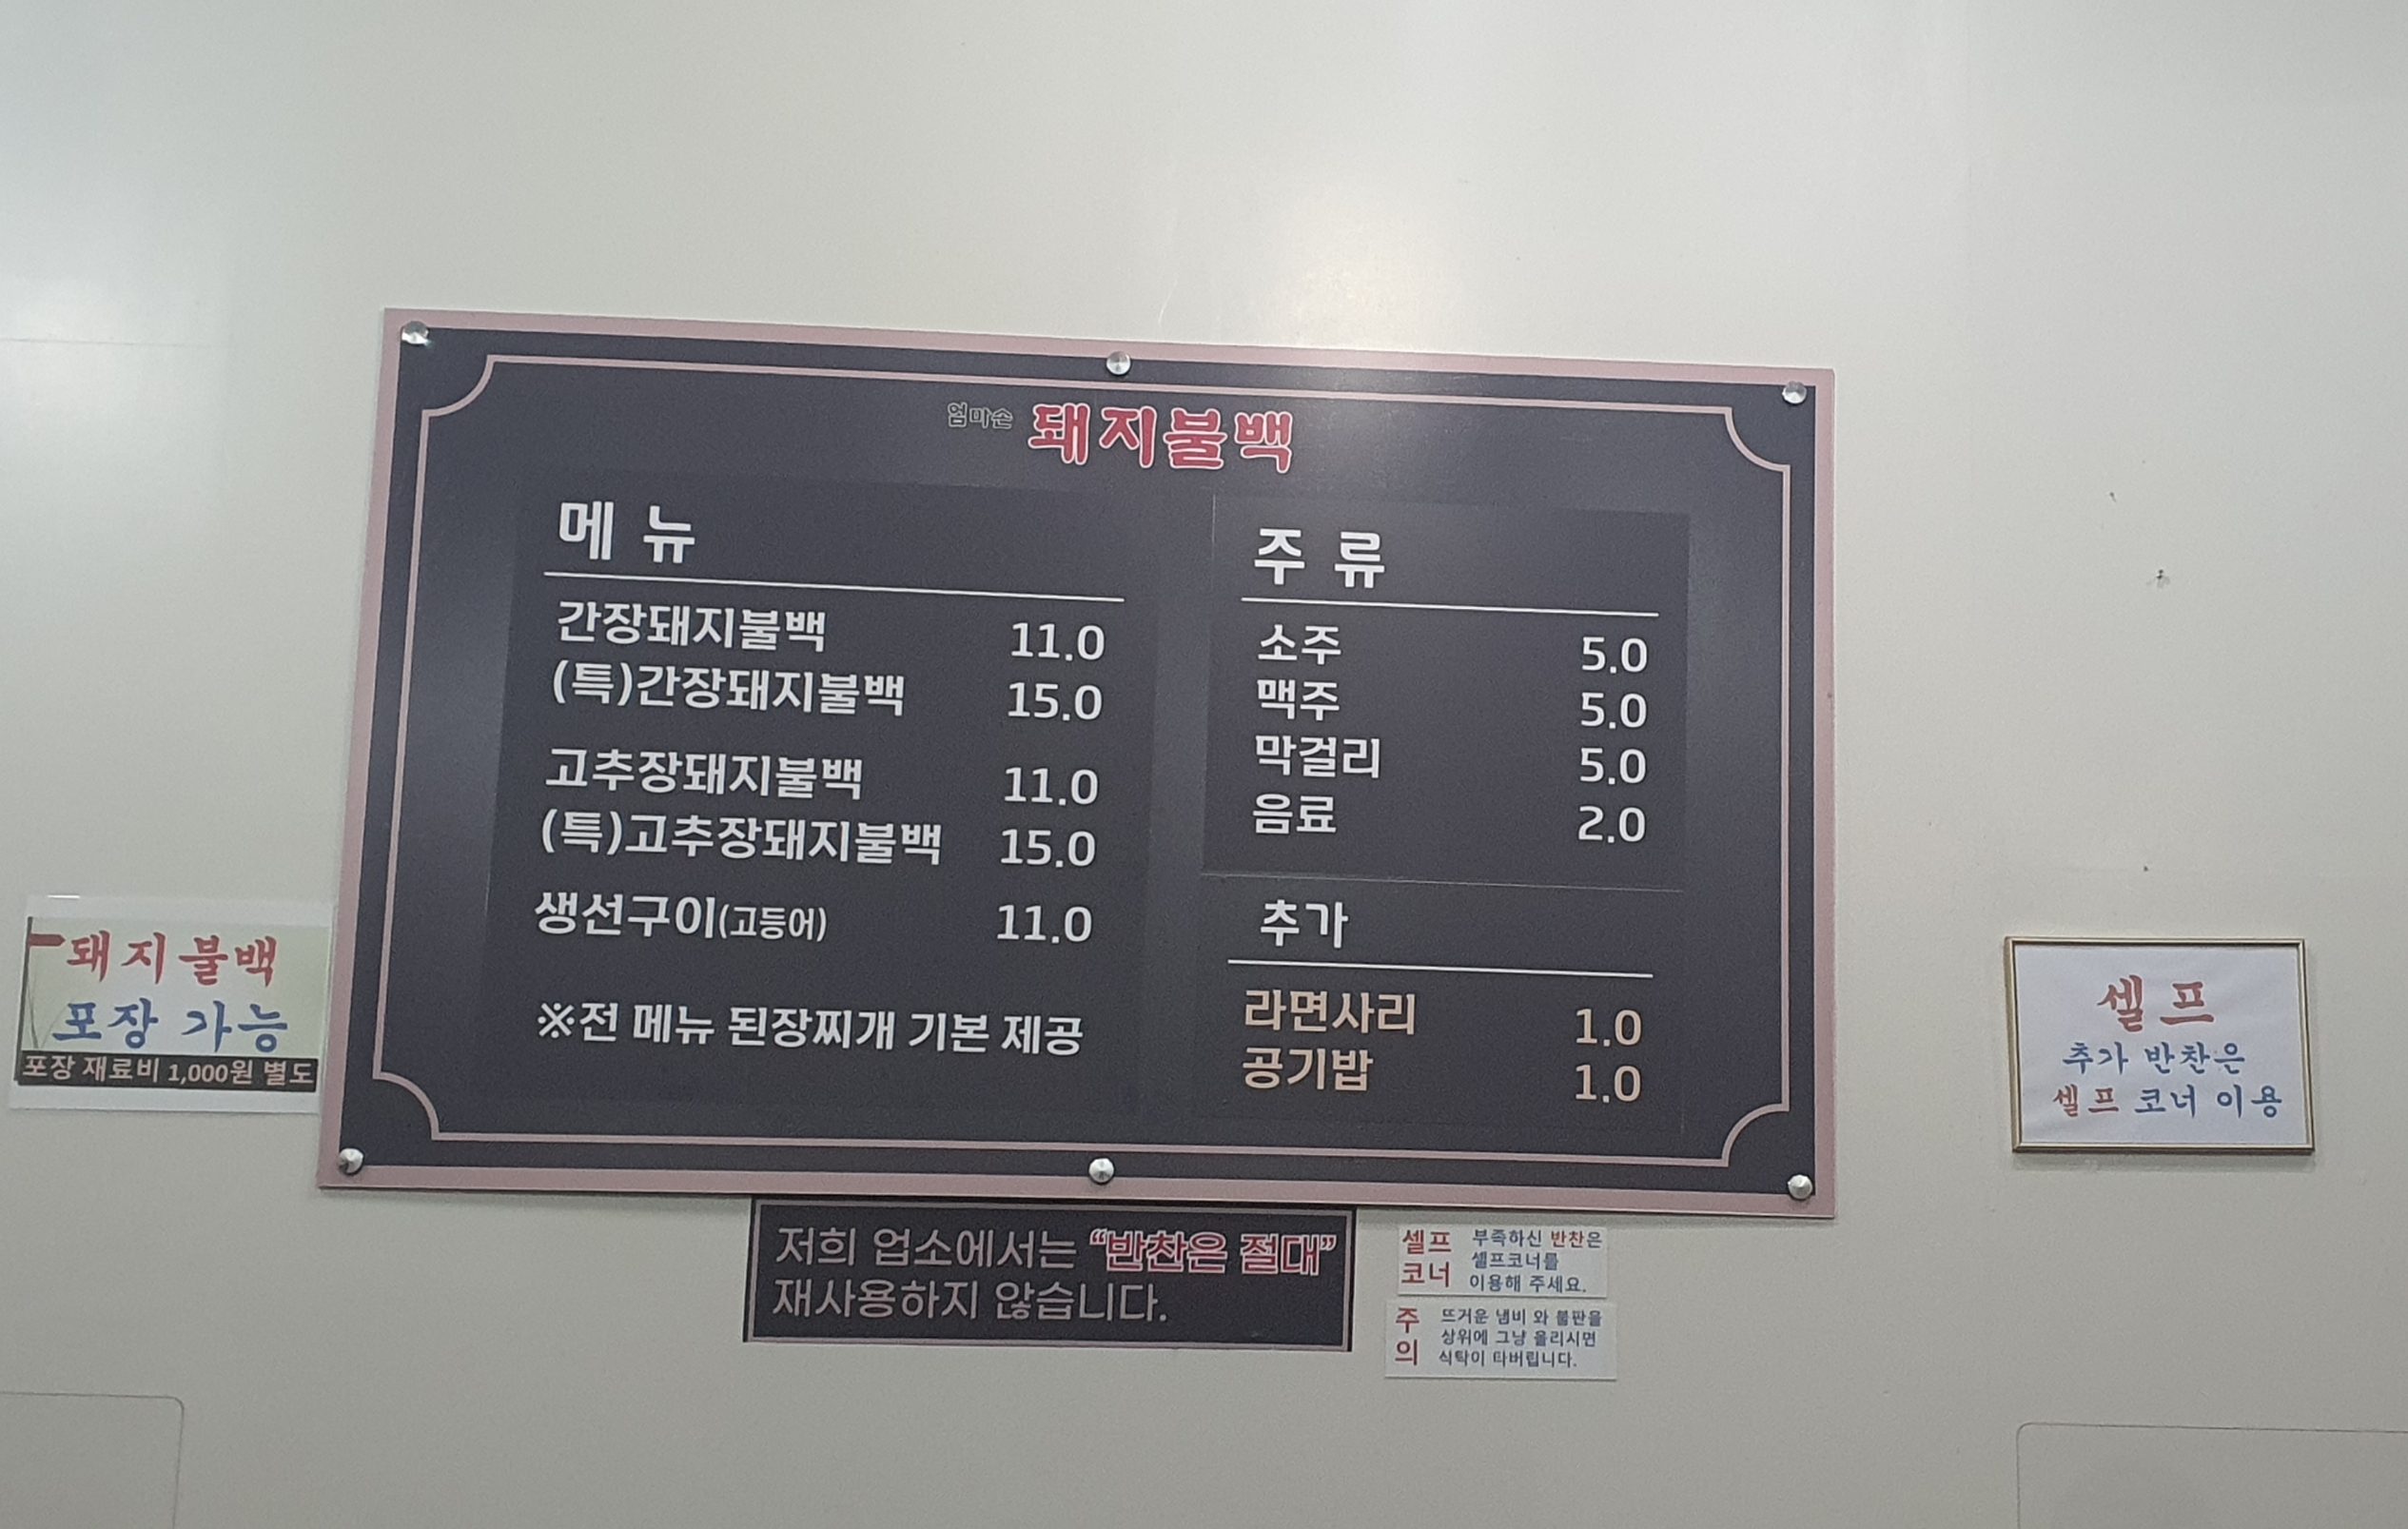 엄마손 돼지불백
메뉴
간장돼지불백 11.0
(특)간장돼지불백 15.0
고추장돼지불백 11.0
(특)고추장돼지불백 15.0
생선구이(고등어) 11.0
※전 메뉴 된장찌개 기본 제공
주류
소주 5.0
맥주 5.0
막걸리 5.0
음료 2.0
추가
라면사리 1.0
공기밥 1.0
돼지불백
포장 가능
포장 재료비 1,000원 별도
셀프
추가 반찬은
셀프 코너 이용
저희 업소에서는 “반찬은 절대”
재사용하지 않습니다.
셀프
코너
부족하신 반찬은
셀프코너를
이용해 주세요.
주
의
뜨거운 냄비 와 불판을
상위에 그냥 올리시면
식탁이 타버립니다.